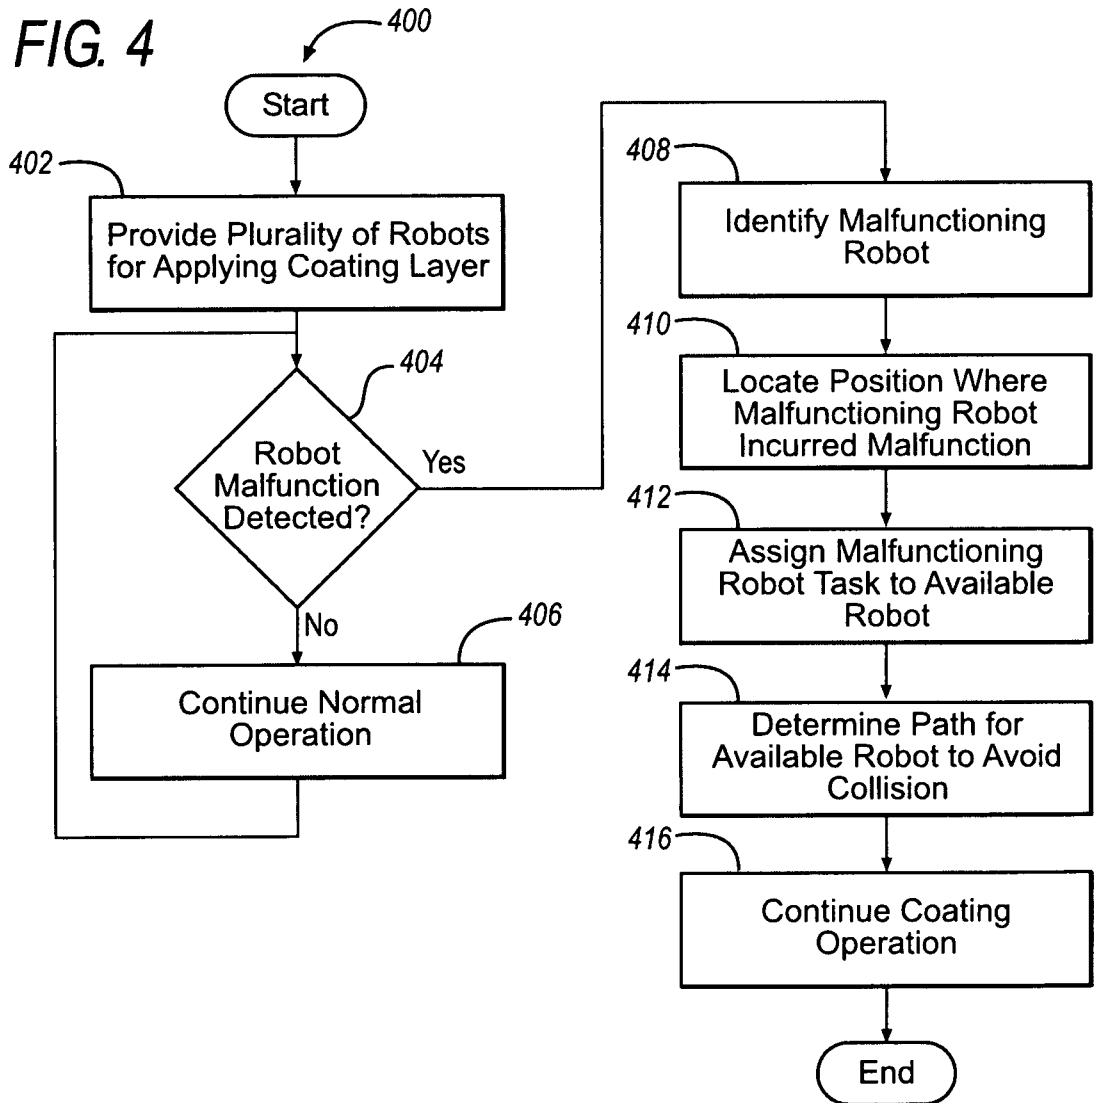 FIG. 4
400
Start
402
Provide Plurality of Robots
for Applying Coating Layer
404
Robot
Malfunction
Detected?
Yes
No
406
Continue Normal
Operation
408
Identify Malfunctioning
Robot
410
Locate Position Where
Malfunctioning Robot
Incurred Malfunction
412
Assign Malfunctioning
Robot Task to Available
Robot
414
Determine Path for
Available Robot to Avoid
Collision
416
Continue Coating
Operation
End